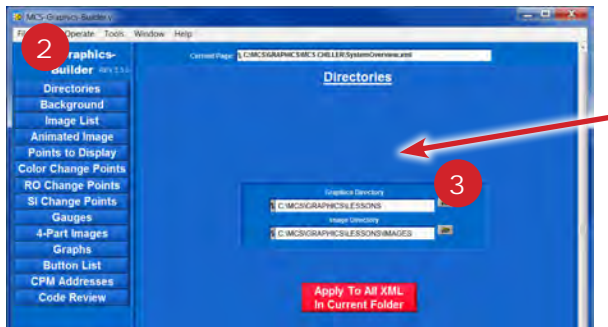 MCS-Graphics-Builder.v
Operate Tools Window Help
2
raphics-
Builder
Current Page
C:\MCS\GRAPHICS\MCS CHILLER\SystemOverview.xml
Directories
Directories
Background
Image List
Animated Image
Points to Display
Color Change Points
RO Change Points
SI Change Points
Gauges
4-Part Images
Graphs
Button List
CPM Addresses
Code Review
3
Graphics Directory
C:\MCS\GRAPHICS\LESSONS
Image Directory
C:\MCS\GRAPHICS\LESSONS\IMAGES
Apply To All XML
In Current Folder